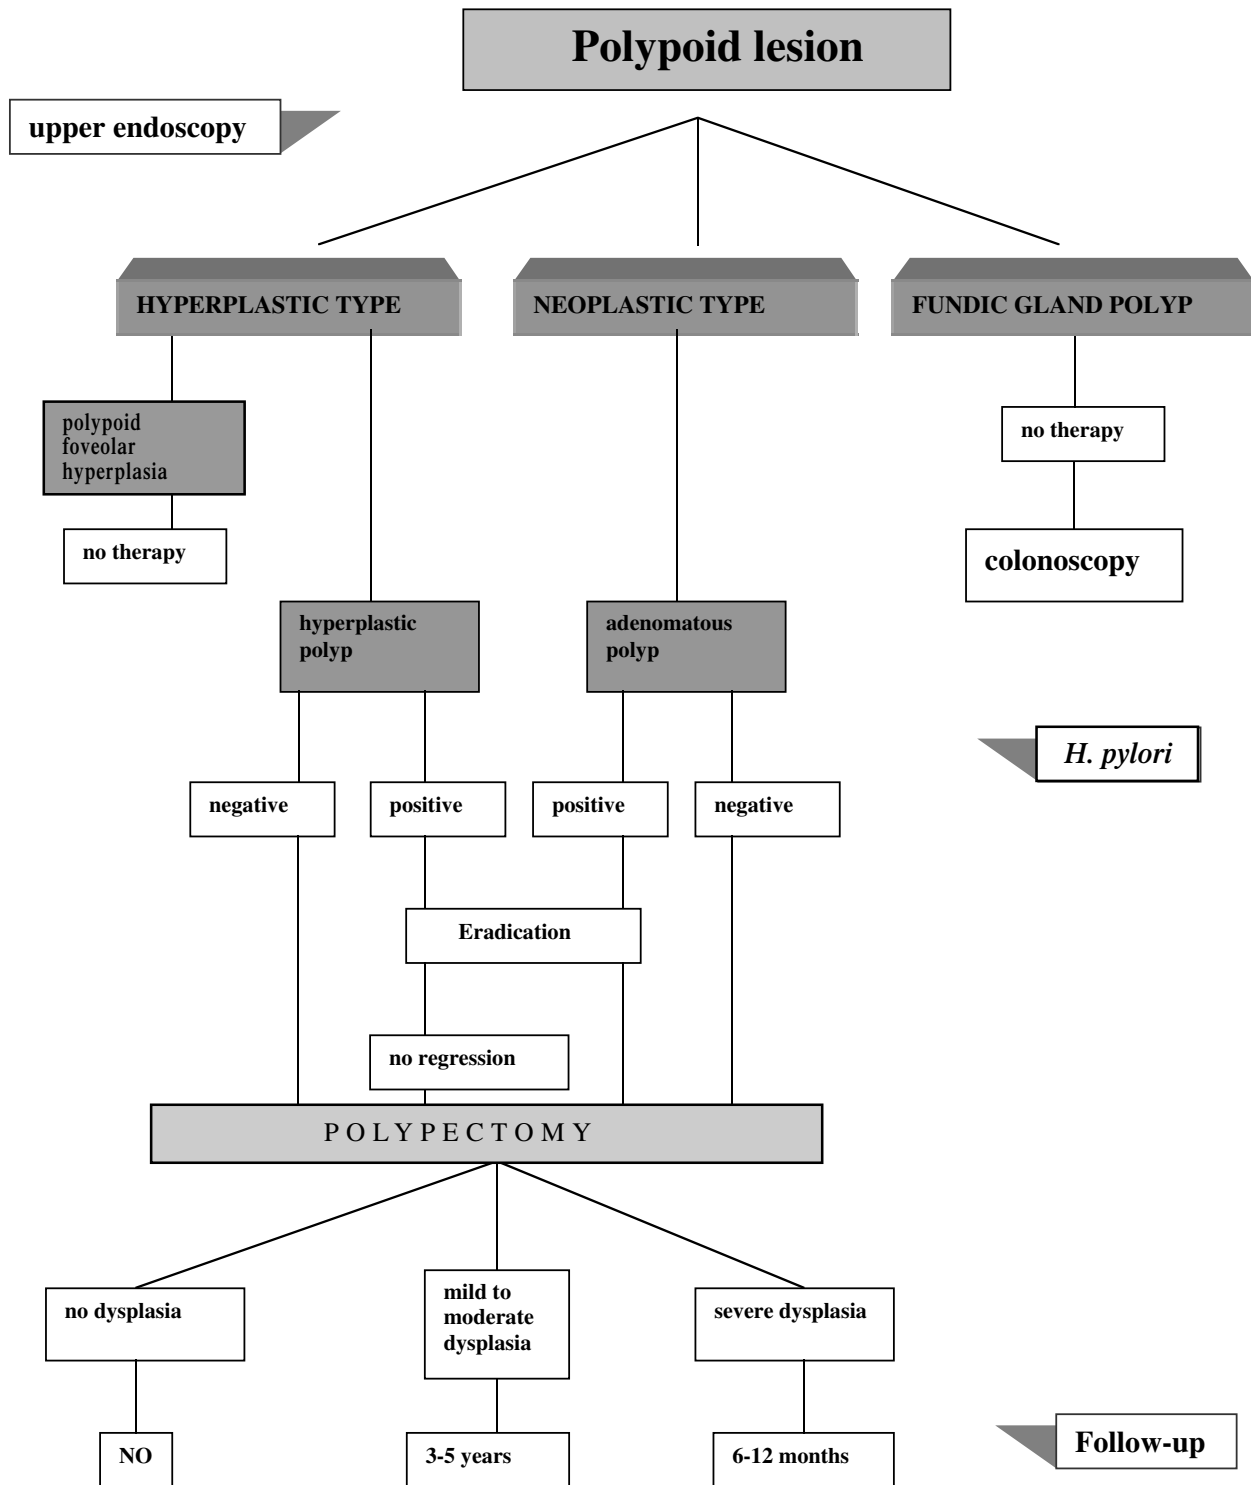 Polypoid lesion
upper endoscopy
HYPERPLASTIC TYPE
NEOPLASTIC TYPE
FUNDIC GLAND POLYP
polypoid
foveolar
hyperplasia
no therapy
no therapy
colonoscopy
hyperplastic
polyp
adenomatous
polyp
H. pylori
negative
positive
positive
negative
Eradication
no regression
POLYPECTOMY
no dysplasia
mild to
moderate
dysplasia
severe dysplasia
NO
3-5 years
6-12 months
Follow-up